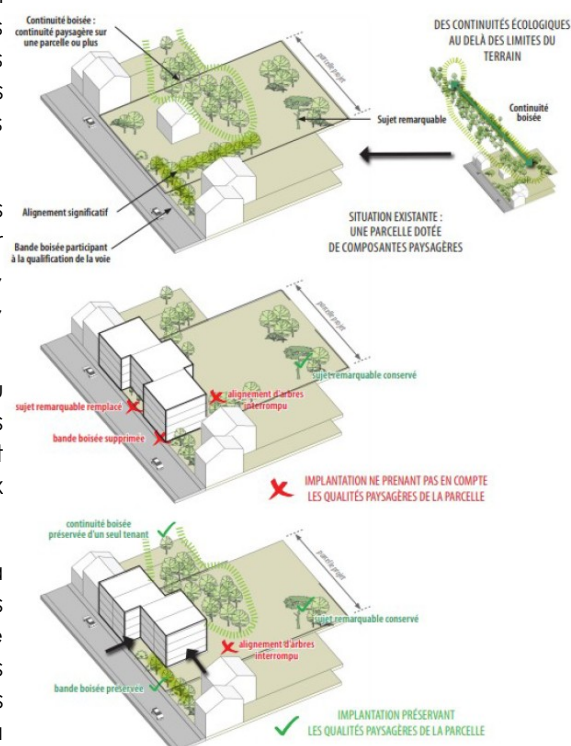 Continuité boisée :
continuité paysagère sur
une parcelle ou plus
DES CONTINUITÉS ÉCOLOGIQUES
AU DELÀ DES LIMITES DU
TERRAIN
parcelle projet
Continuité
boisée
Sujet remarquable
Alignement significatif
Bande boisée participant
à la qualification de la voie
SITUATION EXISTANTE :
UNE PARCELLE DOTÉE
DE COMPOSANTES PAYSAGÈRES
parcelle projet
sujet remarquable conservé
sujet remarquable remplacé
alignement d'arbres
interrompu
bande boisée supprimée
IMPLANTATION NE PRENANT PAS EN COMPTE
LES QUALITÉS PAYSAGÈRES DE LA PARCELLE
continuité boisée
préservée d'un seul tenant
parcelle projet
sujet remarquable conservé
alignement d'arbres
interrompu
bande boisée préservée
IMPLANTATION PRÉSERVANT
LES QUALITÉS PAYSAGÈRES DE LA PARCELLE